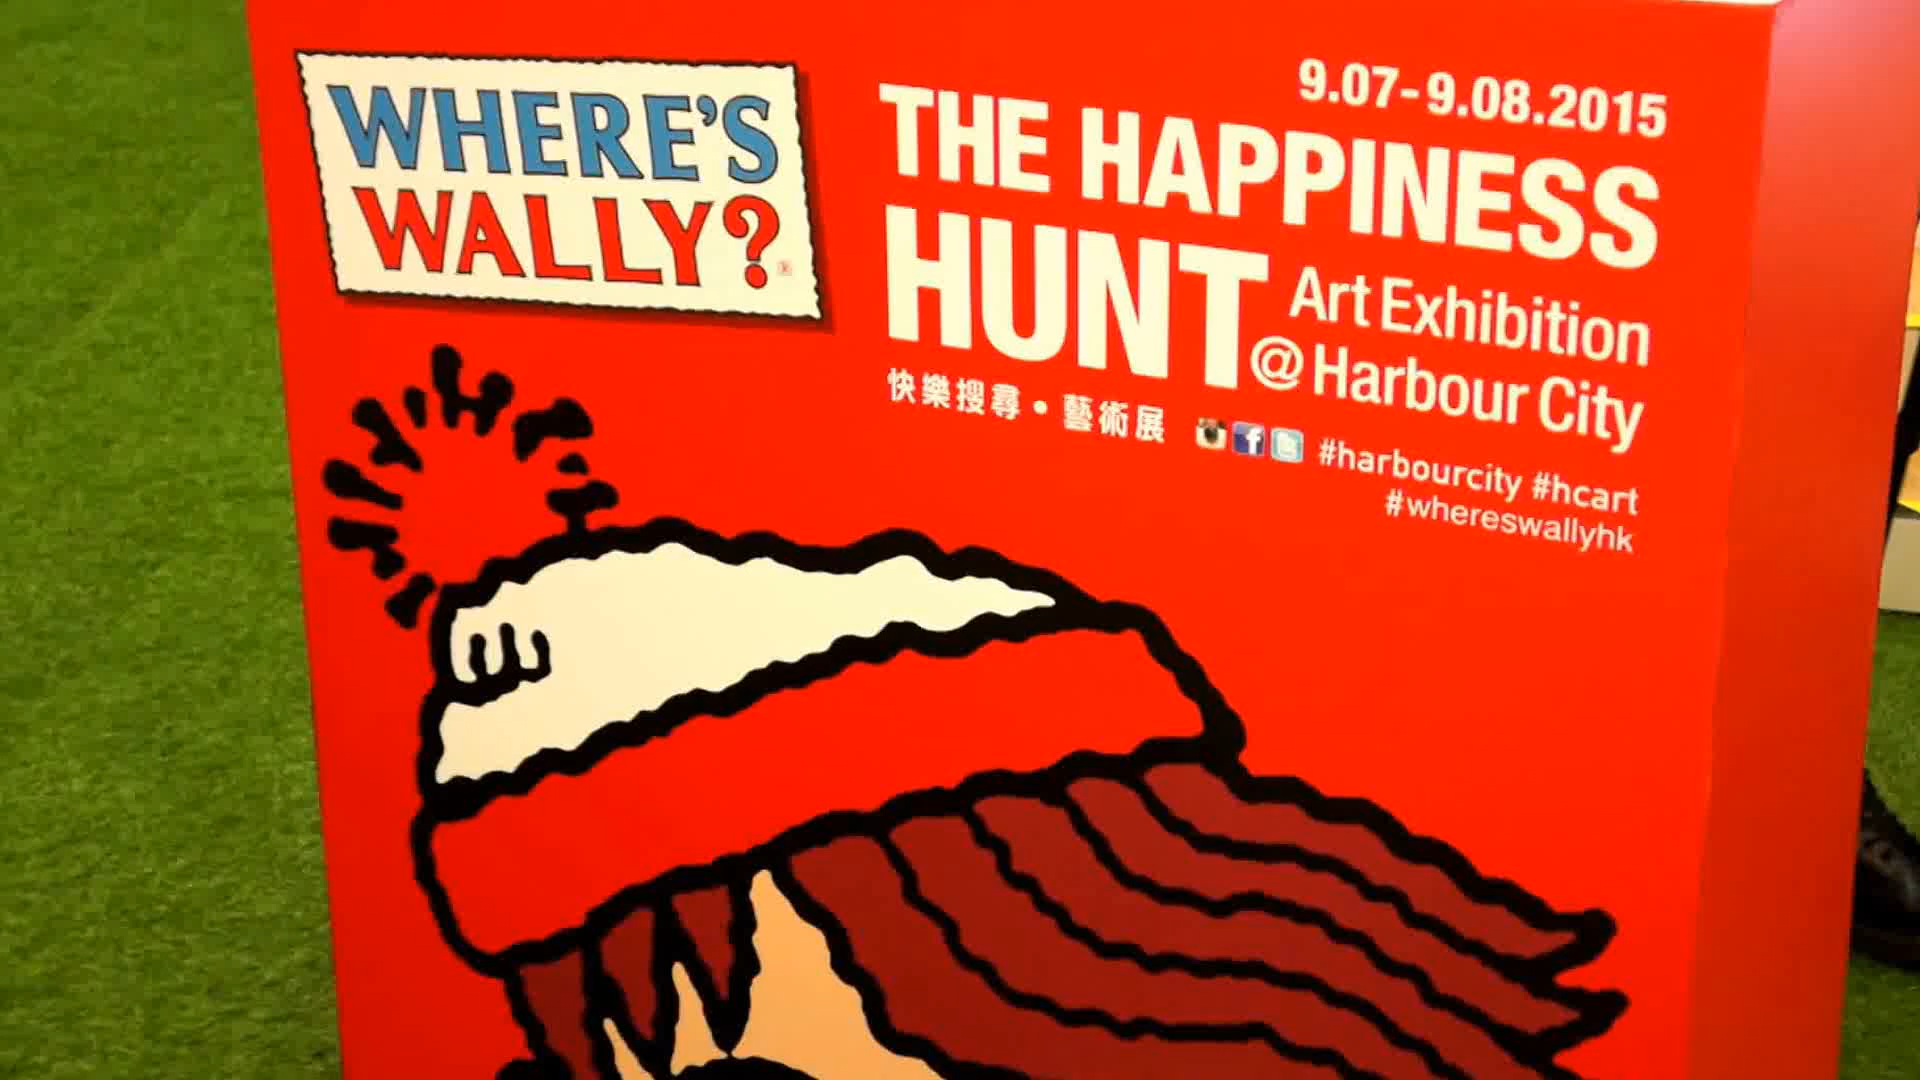 WHERE'S
WALLY?®
9.07-9.08.2015
THE HAPPINESS
HUNT
Art Exhibition
@Harbour City
快樂搜尋・藝術展
#harbourcity #hcart
#whereswallyhk